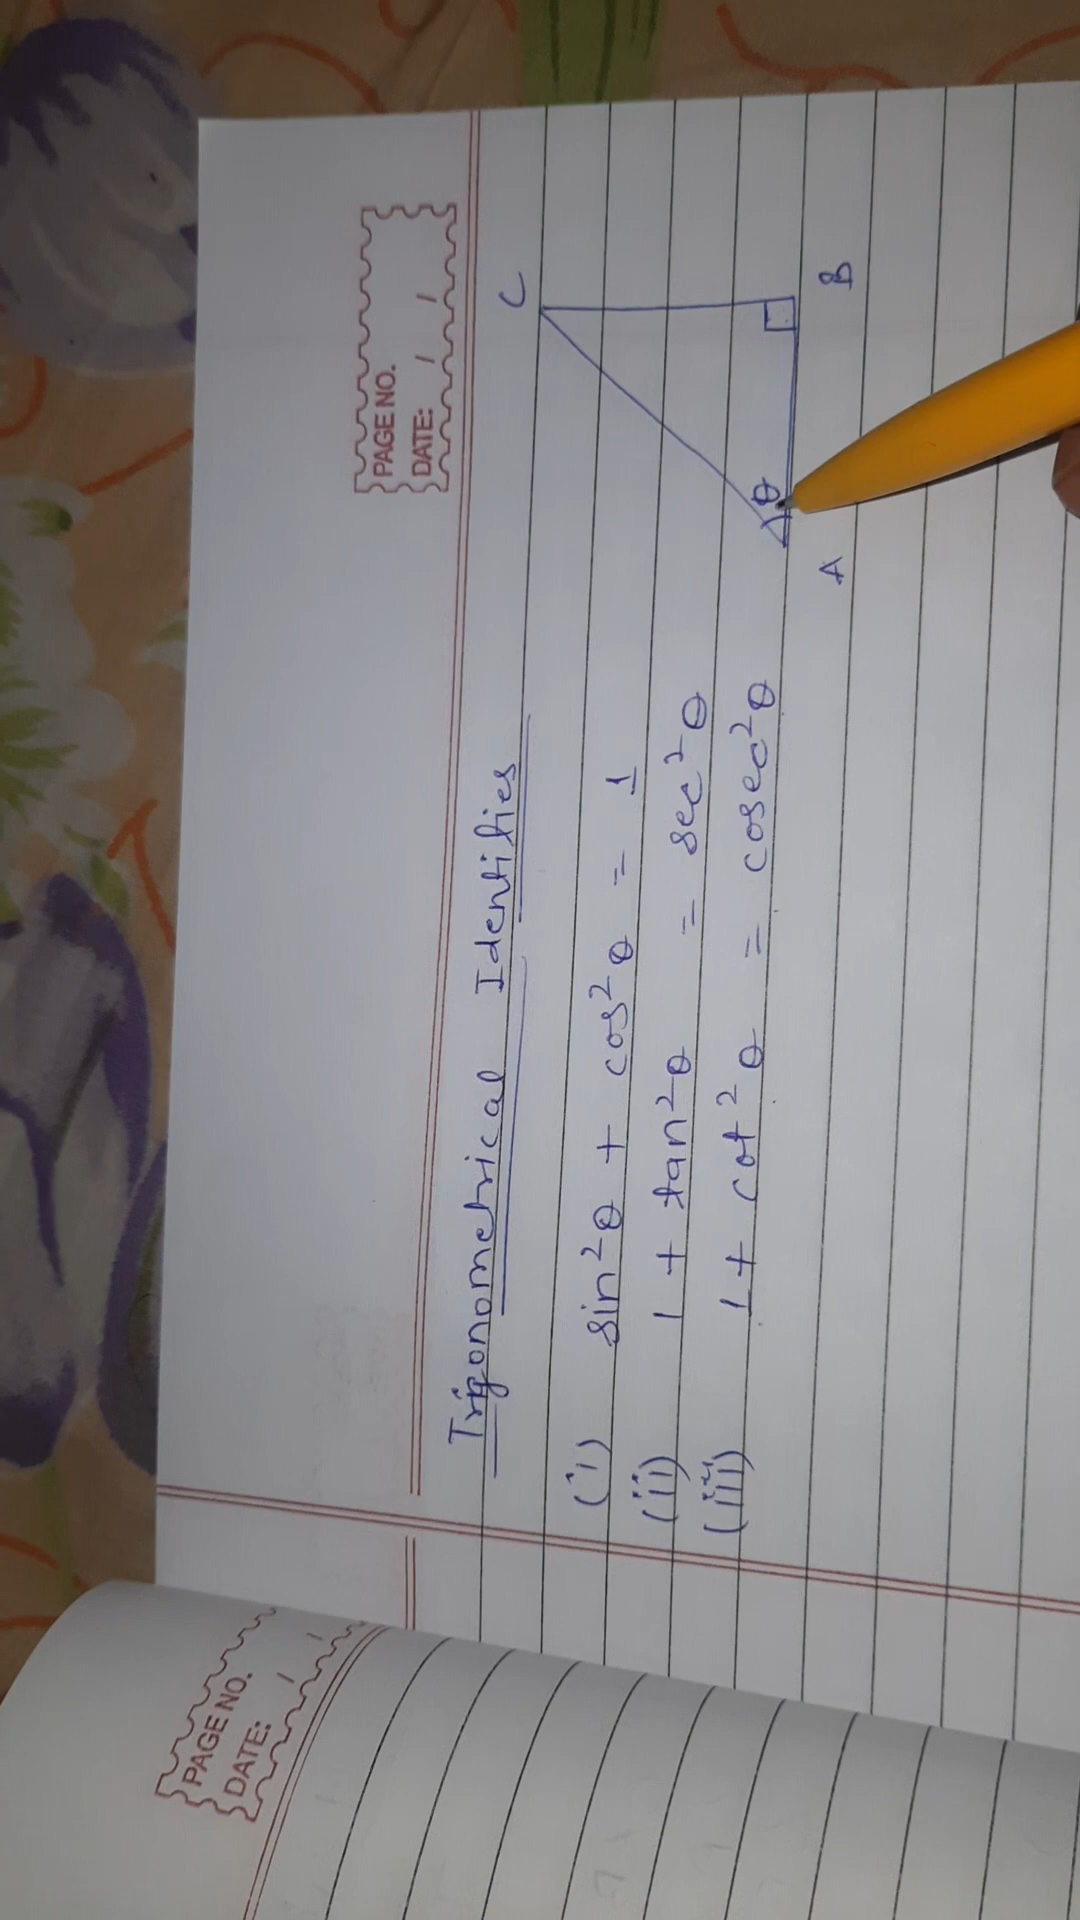 PAGE NO.
DATE: / /
Trigonometrical Identities
(i) sin²θ + cos²θ = 1
(ii) 1 + tan²θ = sec²θ
(iii) 1 + cot²θ = cosec²θ
C
θ
A B
PAGE NO.
DATE: / /